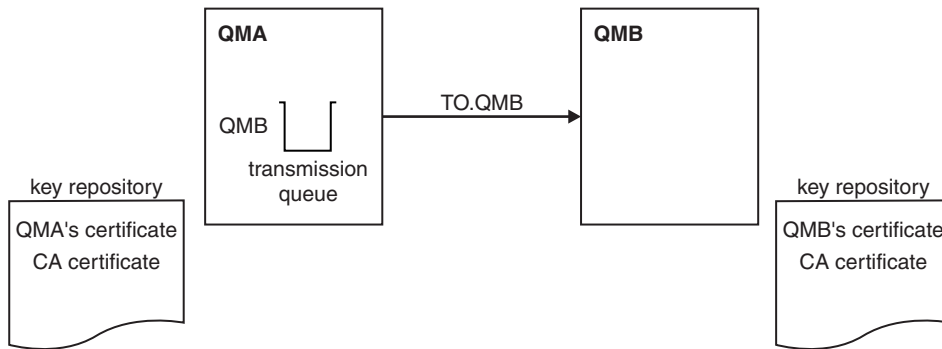 QMA
QMB
TO.QMB
QMB
transmission
queue
key repository
QMA's certificate
CA certificate
key repository
QMB's certificate
CA certificate